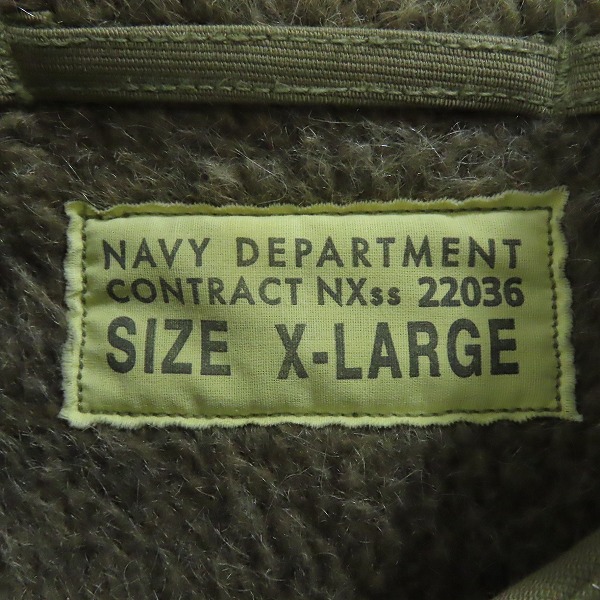 NAVY DEPARTMENT
CONTRACT NXss 22036
SIZE X-LARGE